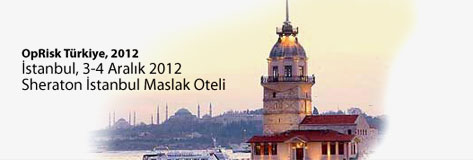 OpRisk Türkiye, 2012
İstanbul, 3-4 Aralık 2012
Sheraton İstanbul Maslak Oteli